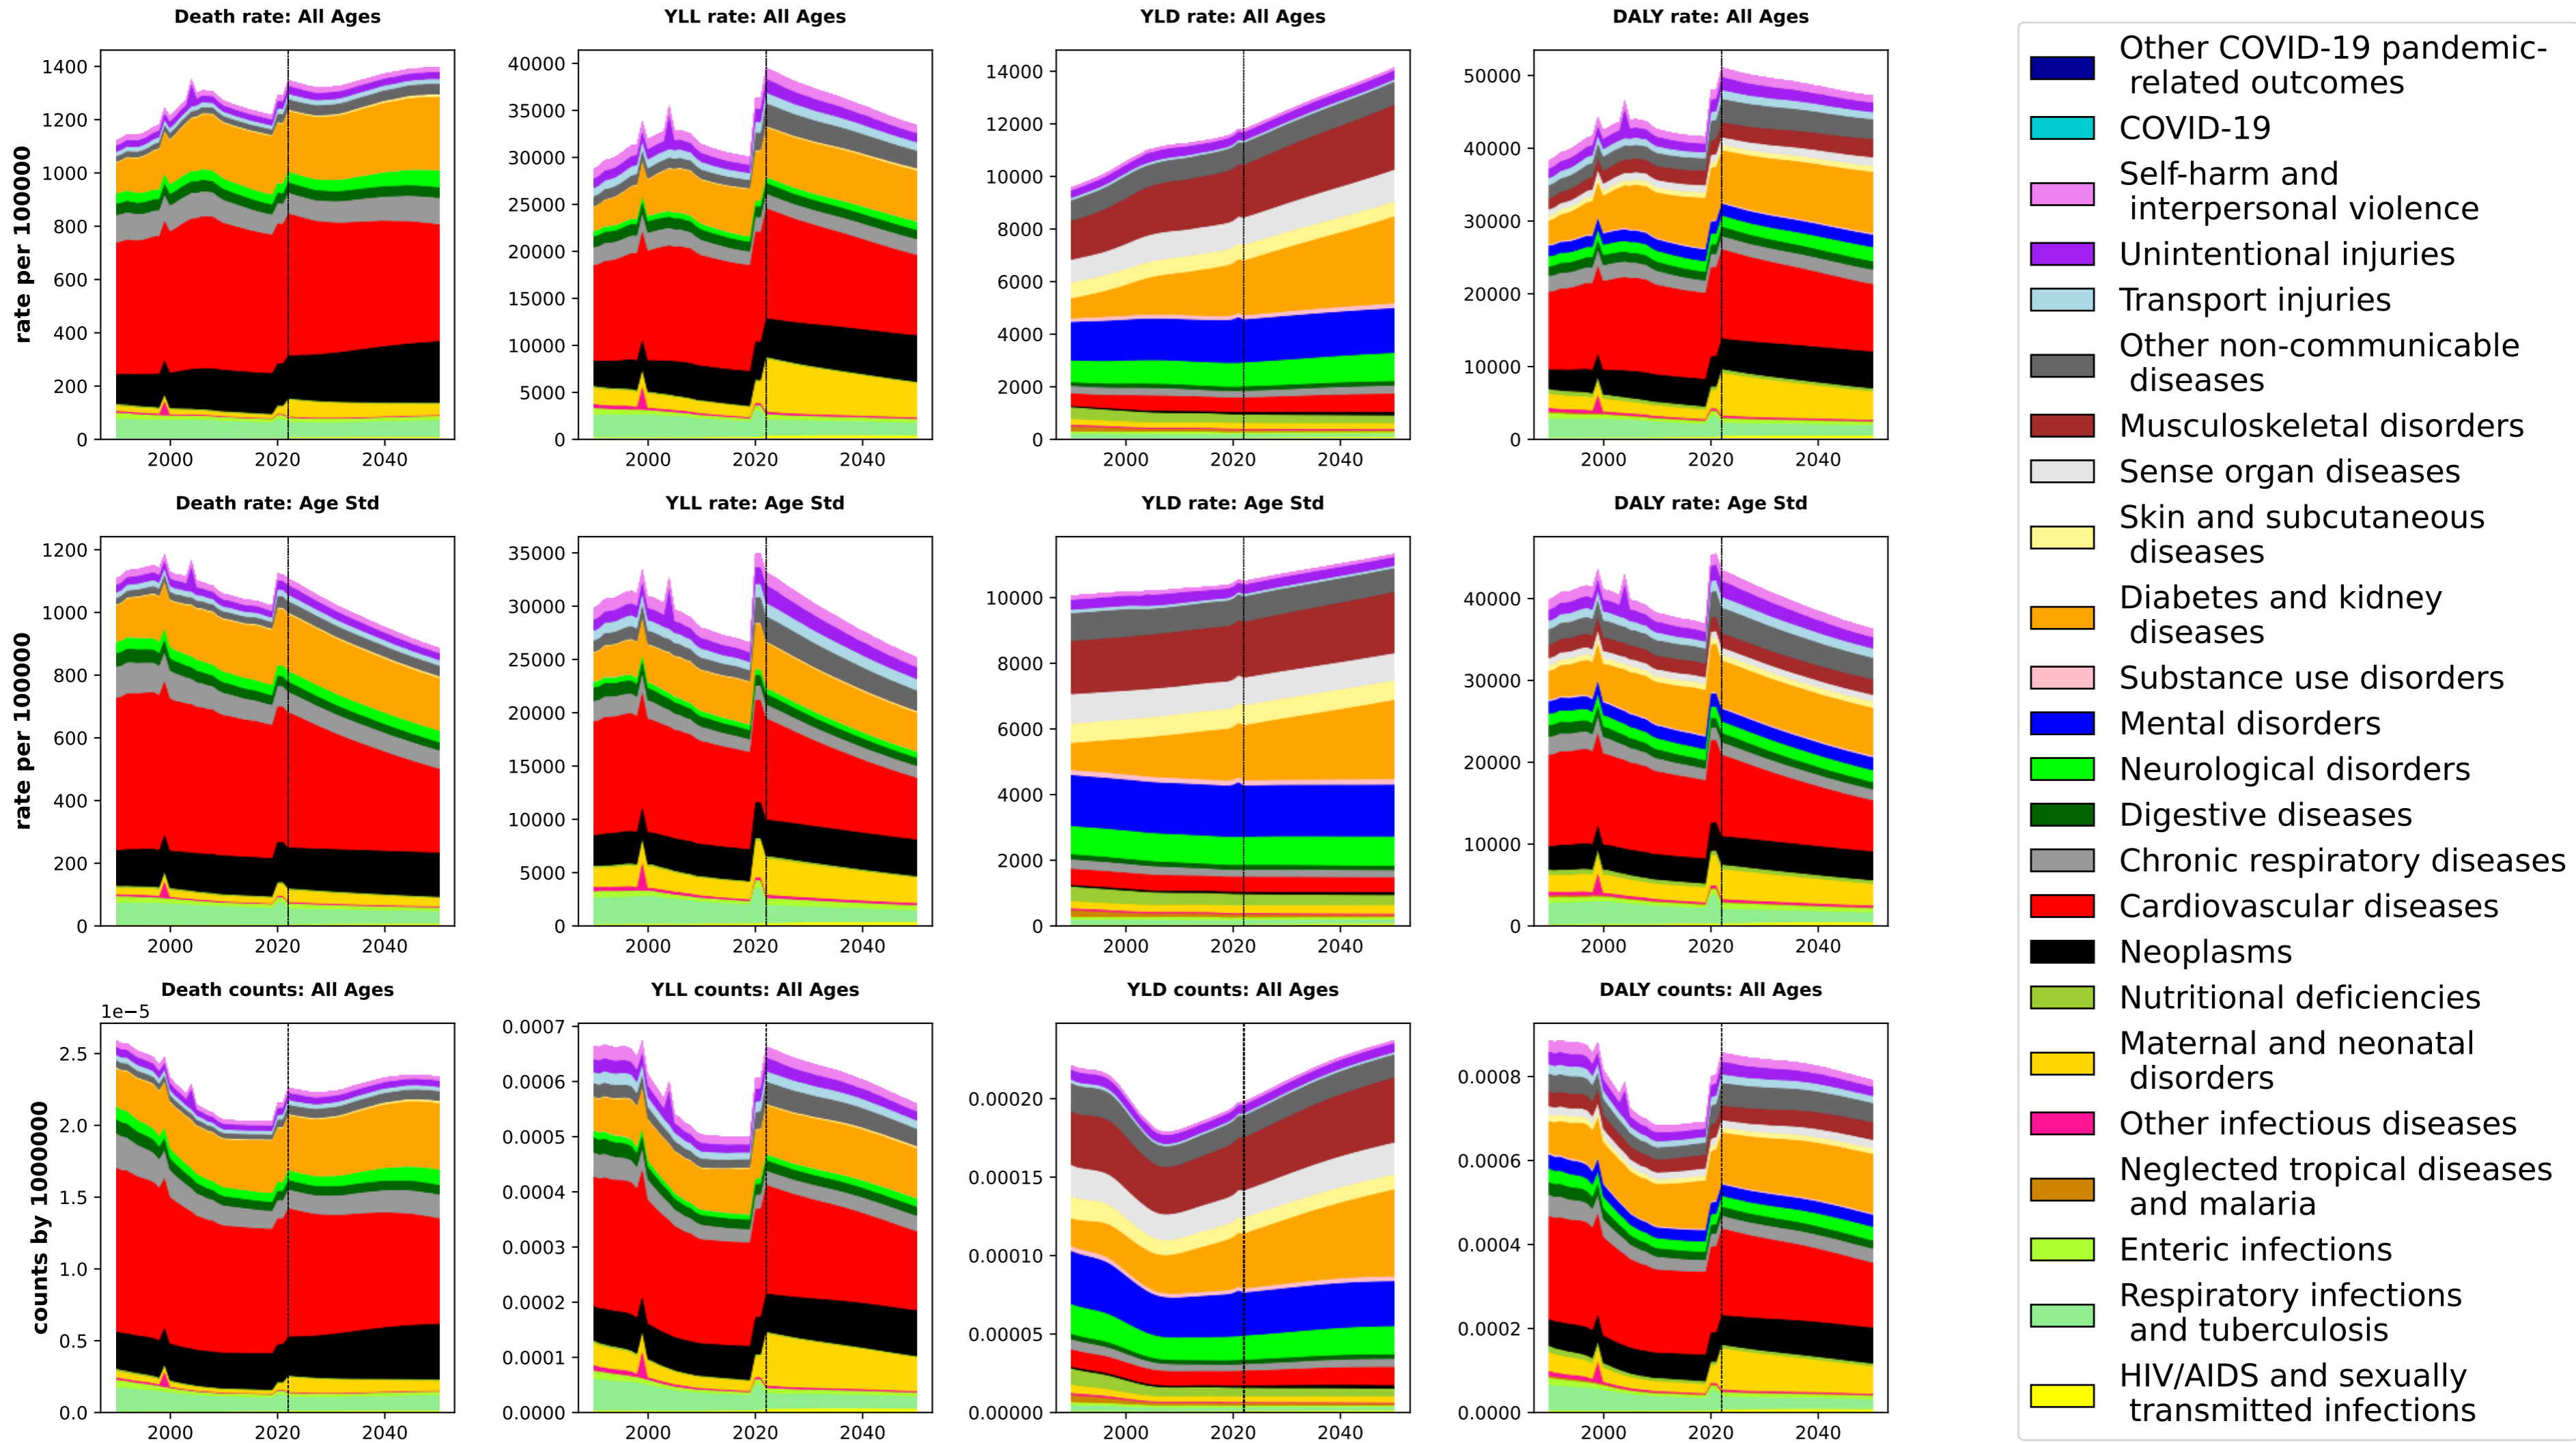 Death rate: All Ages
YLL rate: All Ages
YLD rate: All Ages
DALY rate: All Ages
rate per 100000
1400
1200
1000
800
600
400
200
0
2000 2020 2040
40000
35000
30000
25000
20000
15000
10000
5000
0
2000 2020 2040
14000
12000
10000
8000
6000
4000
2000
0
2000 2020 2040
50000
40000
30000
20000
10000
0
2000 2020 2040
Death rate: Age Std
YLL rate: Age Std
YLD rate: Age Std
DALY rate: Age Std
rate per 100000
1200
1000
800
600
400
200
0
2000 2020 2040
35000
30000
25000
20000
15000
10000
5000
0
2000 2020 2040
10000
8000
6000
4000
2000
0
2000 2020 2040
40000
30000
20000
10000
0
2000 2020 2040
Death counts: All Ages
YLL counts: All Ages
YLD counts: All Ages
DALY counts: All Ages
counts by 1000000
1e−5
2.5
2.0
1.5
1.0
0.5
0.0
2000 2020 2040
0.0007
0.0006
0.0005
0.0004
0.0003
0.0002
0.0001
0.0000
2000 2020 2040
0.00020
0.00015
0.00010
0.00005
0.00000
2000 2020 2040
0.0008
0.0006
0.0004
0.0002
0.0000
2000 2020 2040
Other COVID-19 pandemic-
related outcomes
COVID-19
Self-harm and
interpersonal violence
Unintentional injuries
Transport injuries
Other non-communicable
diseases
Musculoskeletal disorders
Sense organ diseases
Skin and subcutaneous
diseases
Diabetes and kidney
diseases
Substance use disorders
Mental disorders
Neurological disorders
Digestive diseases
Chronic respiratory diseases
Cardiovascular diseases
Neoplasms
Nutritional deficiencies
Maternal and neonatal
disorders
Other infectious diseases
Neglected tropical diseases
and malaria
Enteric infections
Respiratory infections
and tuberculosis
HIV/AIDS and sexually
transmitted infections